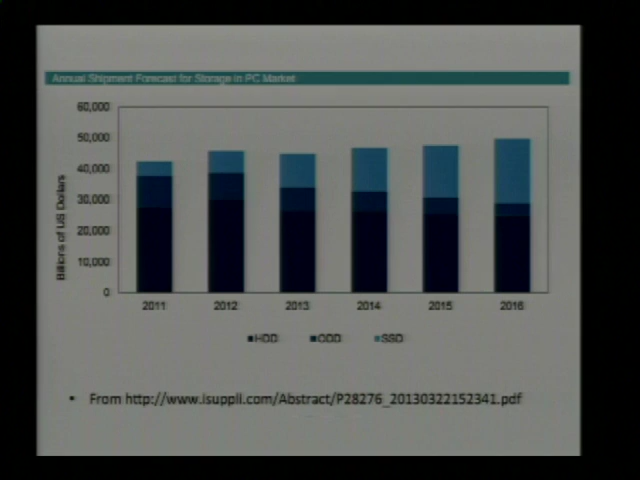 Annual Shipment Forecast for Storage in PC Market
60,000
50,000
40,000
30,000
20,000
10,000
0
Billions of US Dollars
2011 2012 2013 2014 2015 2016
HDD ODD SSD
• From http://www.isuppli.com/Abstract/P28276_20130322152341.pdf